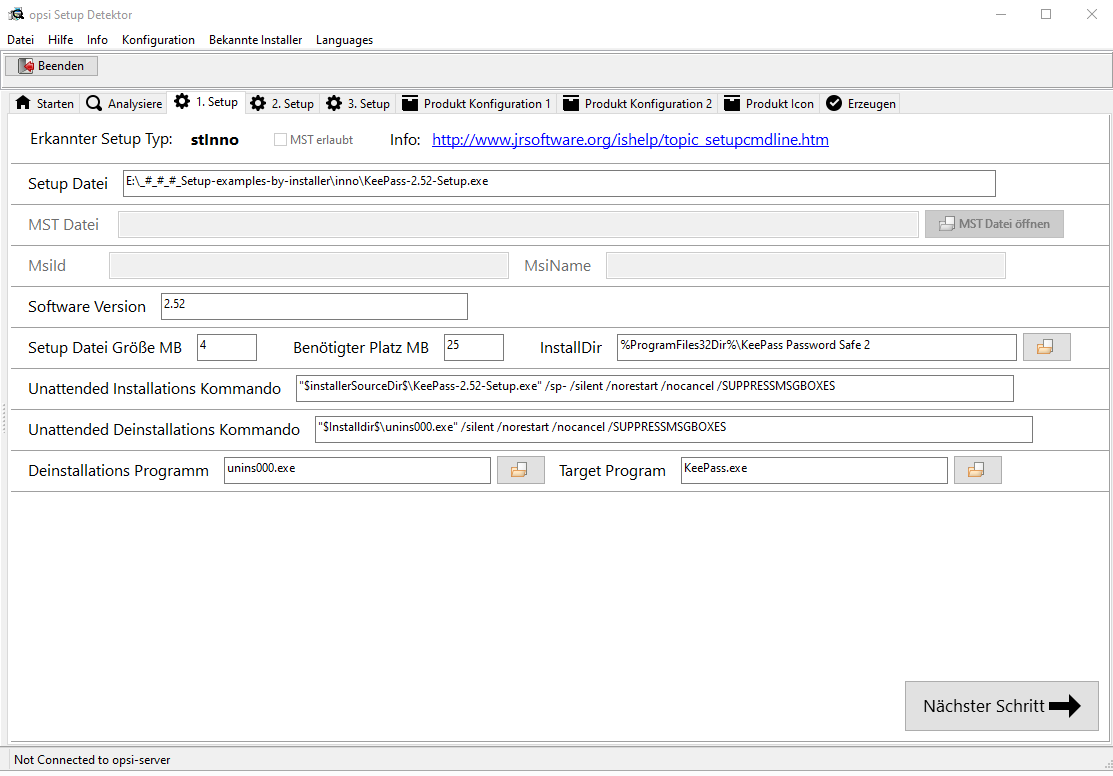 opsi Setup Detektor
Datei Hilfe Info Konfiguration Bekannte Installer Languages
Beenden
Starten Analysiere 1. Setup 2. Setup 3. Setup Produkt Konfiguration 1 Produkt Konfiguration 2 Produkt Icon Erzeugen
Erkannter Setup Typ: stInno MST erlaubt Info: http://www.jrsoftware.org/ishelp/topic_setupcmdline.htm
Setup Datei E:\_#_#_#_Setup-examples-by-installer\inno\KeePass-2.52-Setup.exe
MST Datei MST Datei öffnen
MsiId MsiName
Software Version 2.52
Setup Datei Größe MB 4 Benötigter Platz MB 25 InstallDir %ProgramFiles32Dir%\KeePass Password Safe 2
Unattended Installations Kommando "$installerSourceDir$\KeePass-2.52-Setup.exe" /sp- /silent /norestart /nocancel /SUPPRESSMSGBOXES
Unattended Deinstallations Kommando "$Installdir$\unins000.exe" /silent /norestart /nocancel /SUPPRESSMSGBOXES
Deinstallations Programm unins000.exe Target Program KeePass.exe
Nächster Schritt
Not Connected to opsi-server